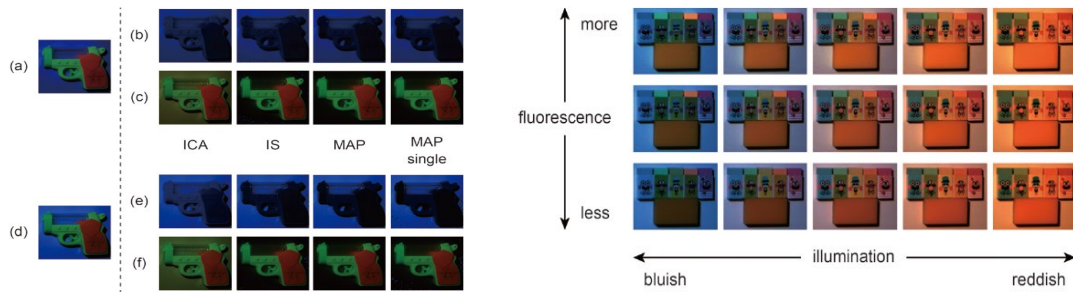 (a)
(b)
(c)
ICA
IS
MAP
MAP
single
(d)
(e)
(f)
more
fluorescence
less
illumination
bluish
reddish